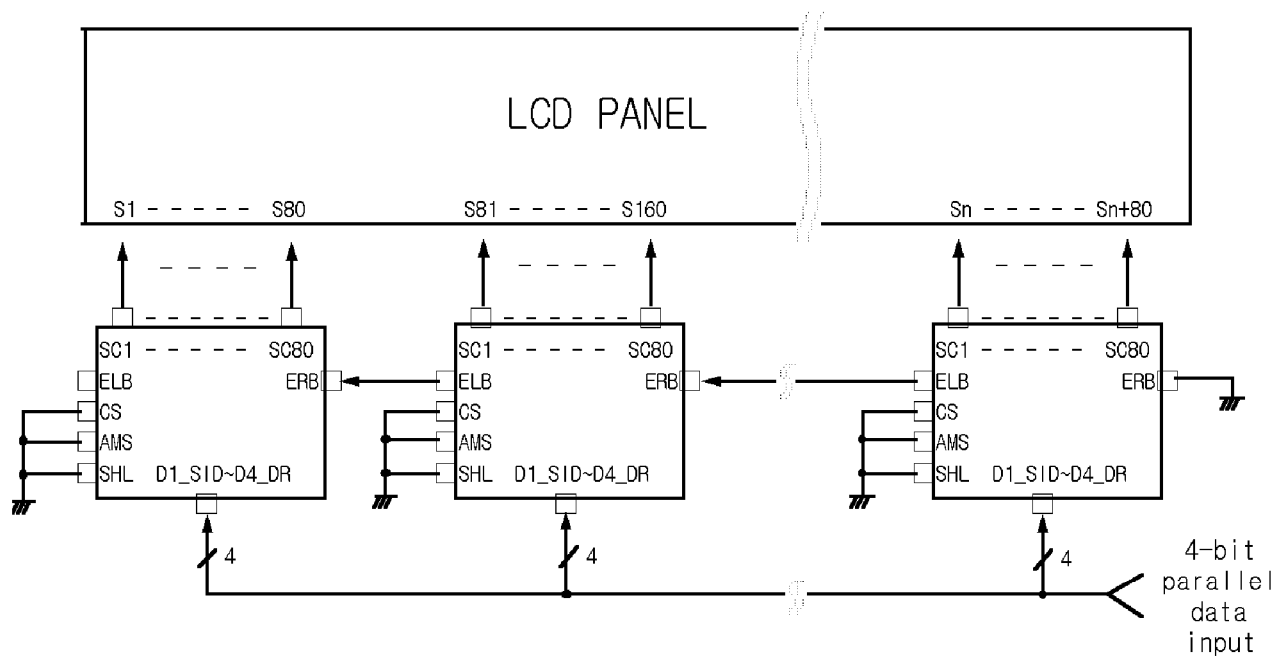 LCD PANEL
S1 - - - - - S80 S81 - - - - - S160 Sn - - - - - Sn+80
SC1 - - - - - SC80 SC1 - - - - - SC80 SC1 - - - - - SC80
ELB ERB ELB ERB ELB ERB
CS CS CS
AMS AMS AMS
SHL D1_SID~D4_DR SHL D1_SID~D4_DR SHL D1_SID~D4_DR
4 4 4
4-bit
parallel
data
input